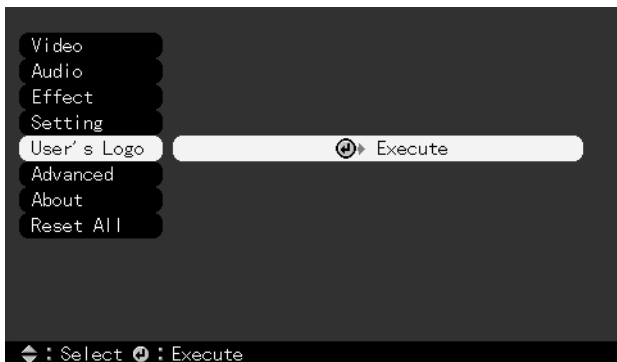 Video
Audio
Effect
Setting
User's Logo
Execute
Advanced
About
Reset All
: Select : Execute